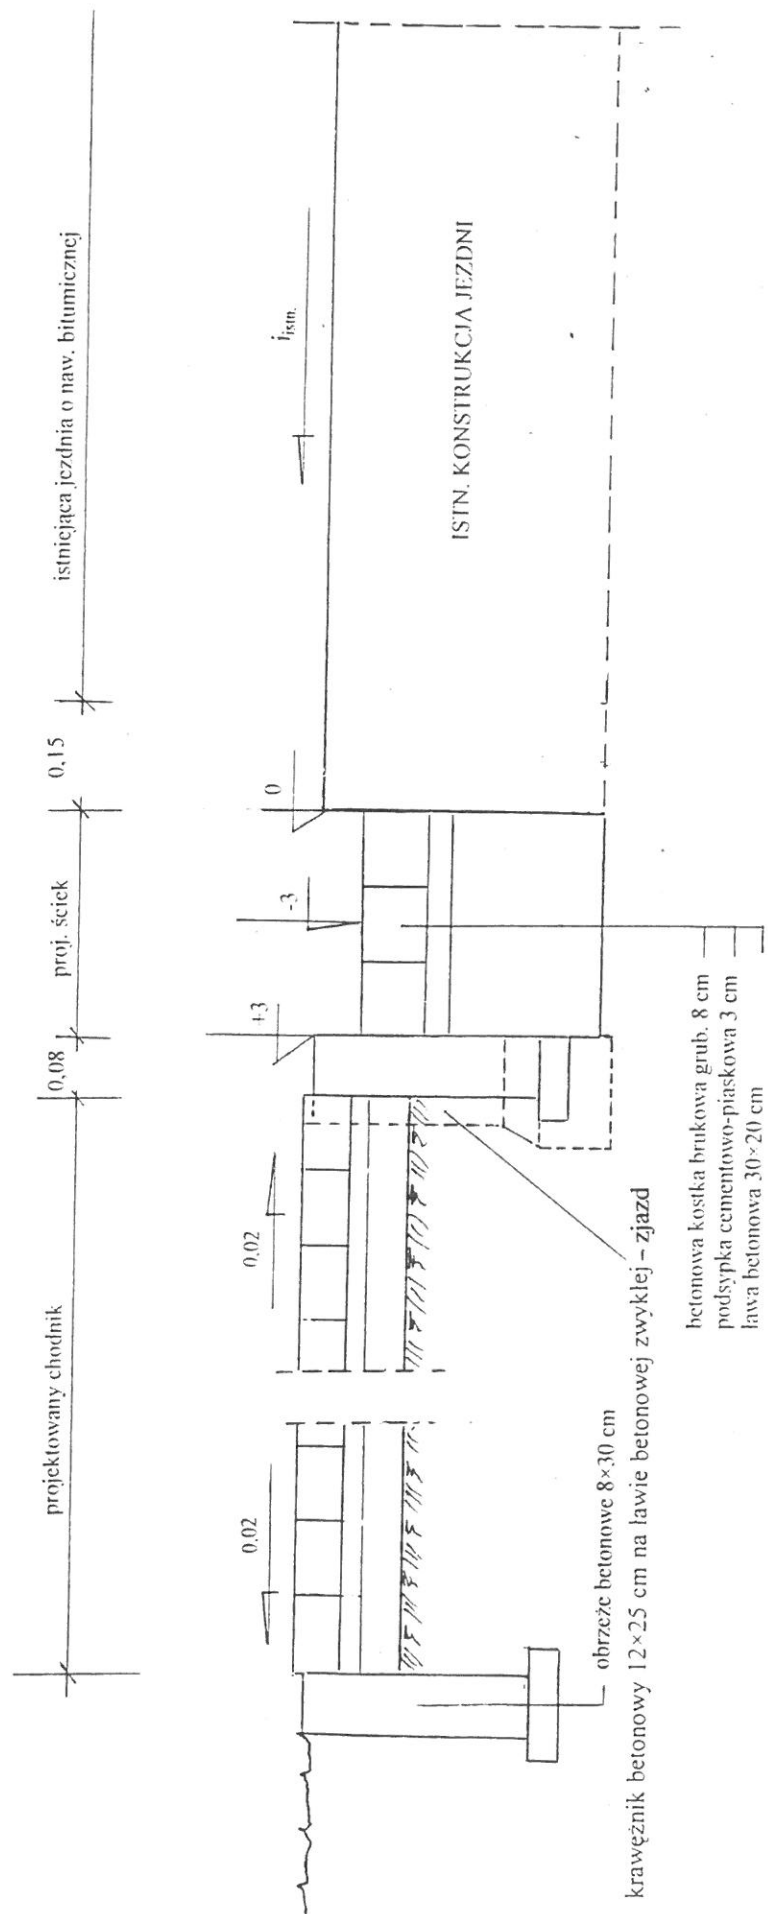 projektowany chodnik
0,08
proj. ściek
0,15
istniejąca jezdnia o naw. bitumicznej
0,02
0,02
+3
-3
0
i istn.
ISTN. KONSTRUKCJA JEZDNI
obrzeże betonowe 8×30 cm
krawężnik betonowy 12×25 cm na ławie betonowej zwykłej – zjazd
betonowa kostka brukowa grub. 8 cm
podsypka cementowo-piaskowa 3 cm
ława betonowa 30×20 cm